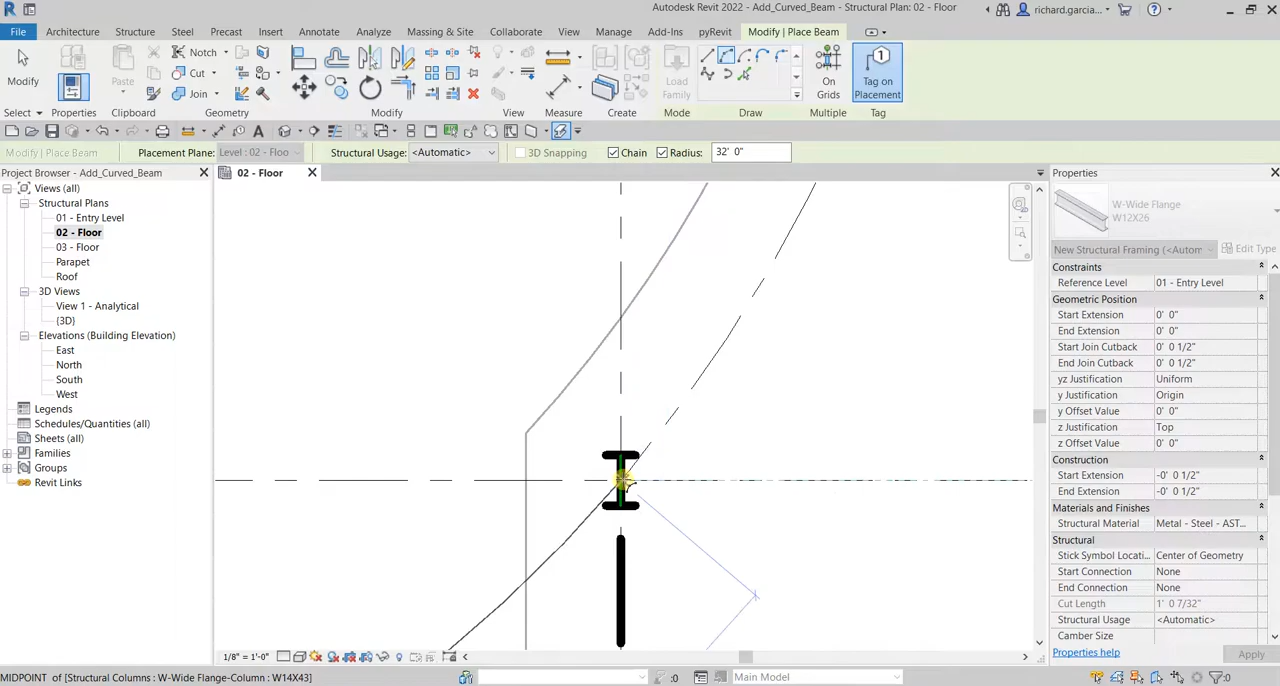 Autodesk Revit 2022 - Add_Curved_Beam - Structural Plan: 02 - Floor
richard.garcia...
File Architecture Structure Steel Precast Insert Annotate Analyze Massing & Site Collaborate View Manage Add-Ins pyRevit Modify | Place Beam
Modify Paste Notch Cut Join Load Family On Grids Tag on Placement
Select Properties Clipboard Geometry Modify View Measure Create Mode Draw Multiple Tag
Modify | Place Beam Placement Plane: Level : 02 - Floo Structural Usage: <Automatic> 3D Snapping Chain Radius: 32' 0"
Project Browser - Add_Curved_Beam
Views (all)
Structural Plans
01 - Entry Level
02 - Floor
03 - Floor
Parapet
Roof
3D Views
View 1 - Analytical
{3D}
Elevations (Building Elevation)
East
North
South
West
Legends
Schedules/Quantities (all)
Sheets (all)
Families
Groups
Revit Links
02 - Floor
Properties
W-Wide Flange
W12X26
New Structural Framing (<Autom Edit Type
Constraints
Reference Level 01 - Entry Level
Geometric Position
Start Extension 0' 0"
End Extension 0' 0"
Start Join Cutback 0' 0 1/2"
End Join Cutback 0' 0 1/2"
yz Justification Uniform
y Justification Origin
y Offset Value 0' 0"
z Justification Top
z Offset Value 0' 0"
Construction
Start Extension -0' 0 1/2"
End Extension -0' 0 1/2"
Materials and Finishes
Structural Material Metal - Steel - AST...
Structural
Stick Symbol Locati... Center of Geometry
Start Connection None
End Connection None
Cut Length 1' 0 7/32"
Structural Usage <Automatic>
Camber Size
Properties help Apply
1/8" = 1'-0"
MIDPOINT of [Structural Columns : W-Wide Flange-Column : W14X43] :0 Main Model :0